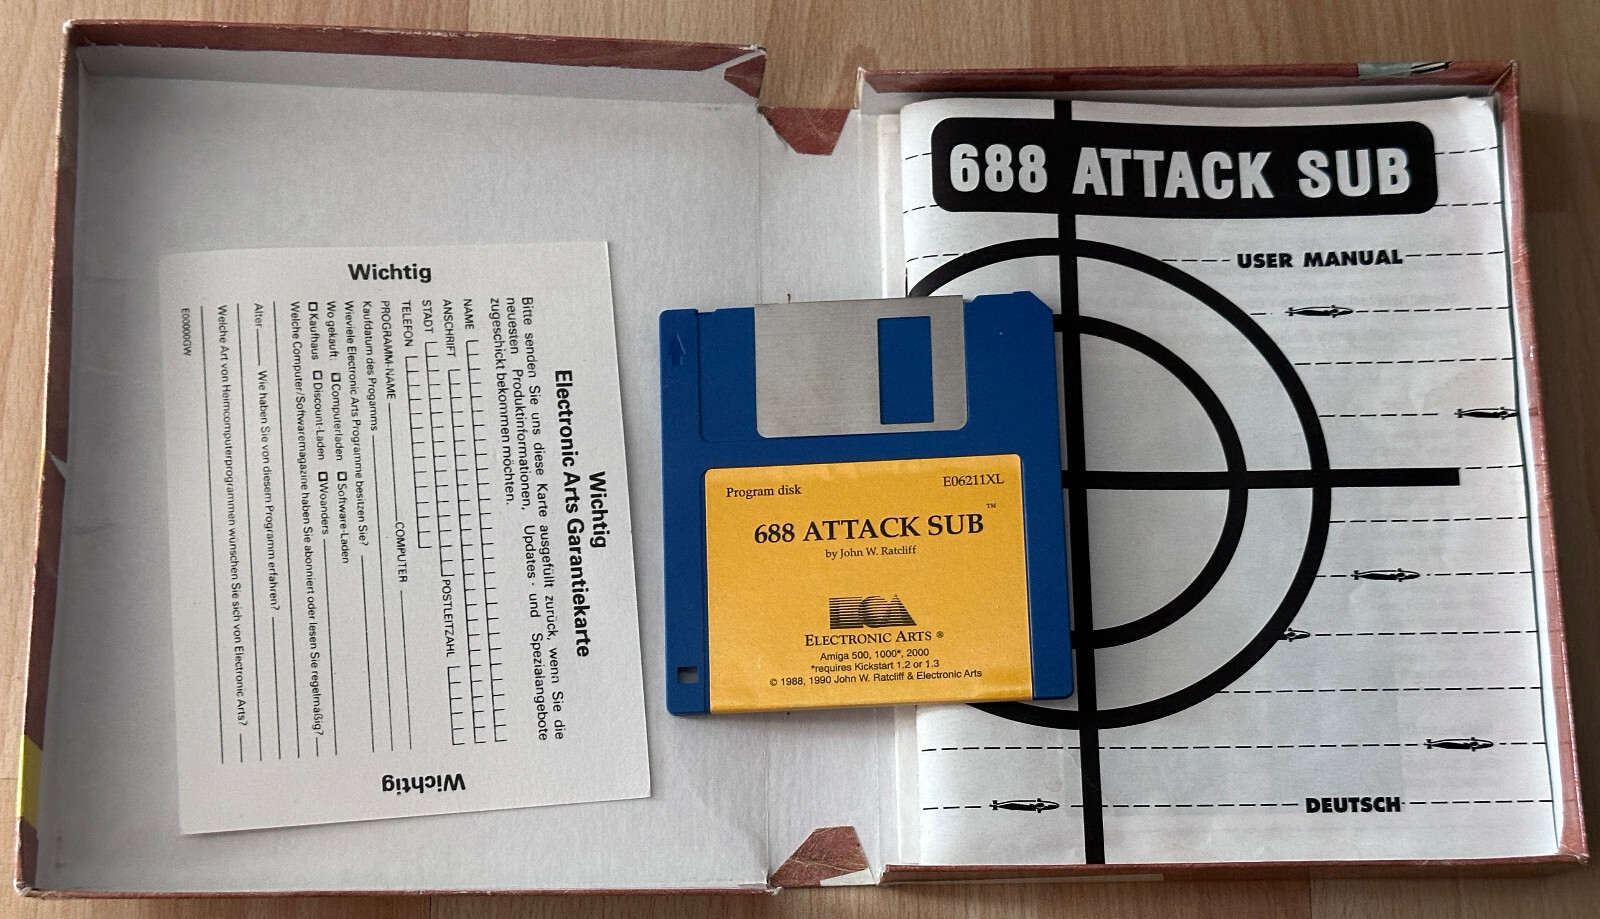 Wichtig
Wichtig
Electronic Arts Garantiekarte
Bitte senden Sie uns diese Karte ausgefüllt zurück, wenn Sie die
neuesten Produktinformationen, Updates- und Spezialangebote
zugeschickt bekommen möchten.
NAME
ANSCHRIFT
STADT POSTLEITZAHL
TELEFON
PROGRAMM-NAME COMPUTER
Kaufdatum des Progamms
Wieviele Electronic Arts Programme besitzen Sie?
Wo gekauft: Computerladen Software-Laden
Kaufhaus Discount-Laden Woanders
Welche Computer/Softwaremagazine haben Sie abonniert oder lesen Sie regelmäßig?
Alter Wie haben Sie von diesem Programm erfahren?
Welche Art von Heimcomputerprogrammen wünschen Sie sich von Electronic Arts?
E00000GW
Wichtig
Program disk E06211XL
688 ATTACK SUB™
by John W. Ratcliff
ELECTRONIC ARTS ®
Amiga 500, 1000*, 2000
*requires Kickstart 1.2 or 1.3
© 1988, 1990 John W. Ratcliff & Electronic Arts
688 ATTACK SUB
USER MANUAL
DEUTSCH